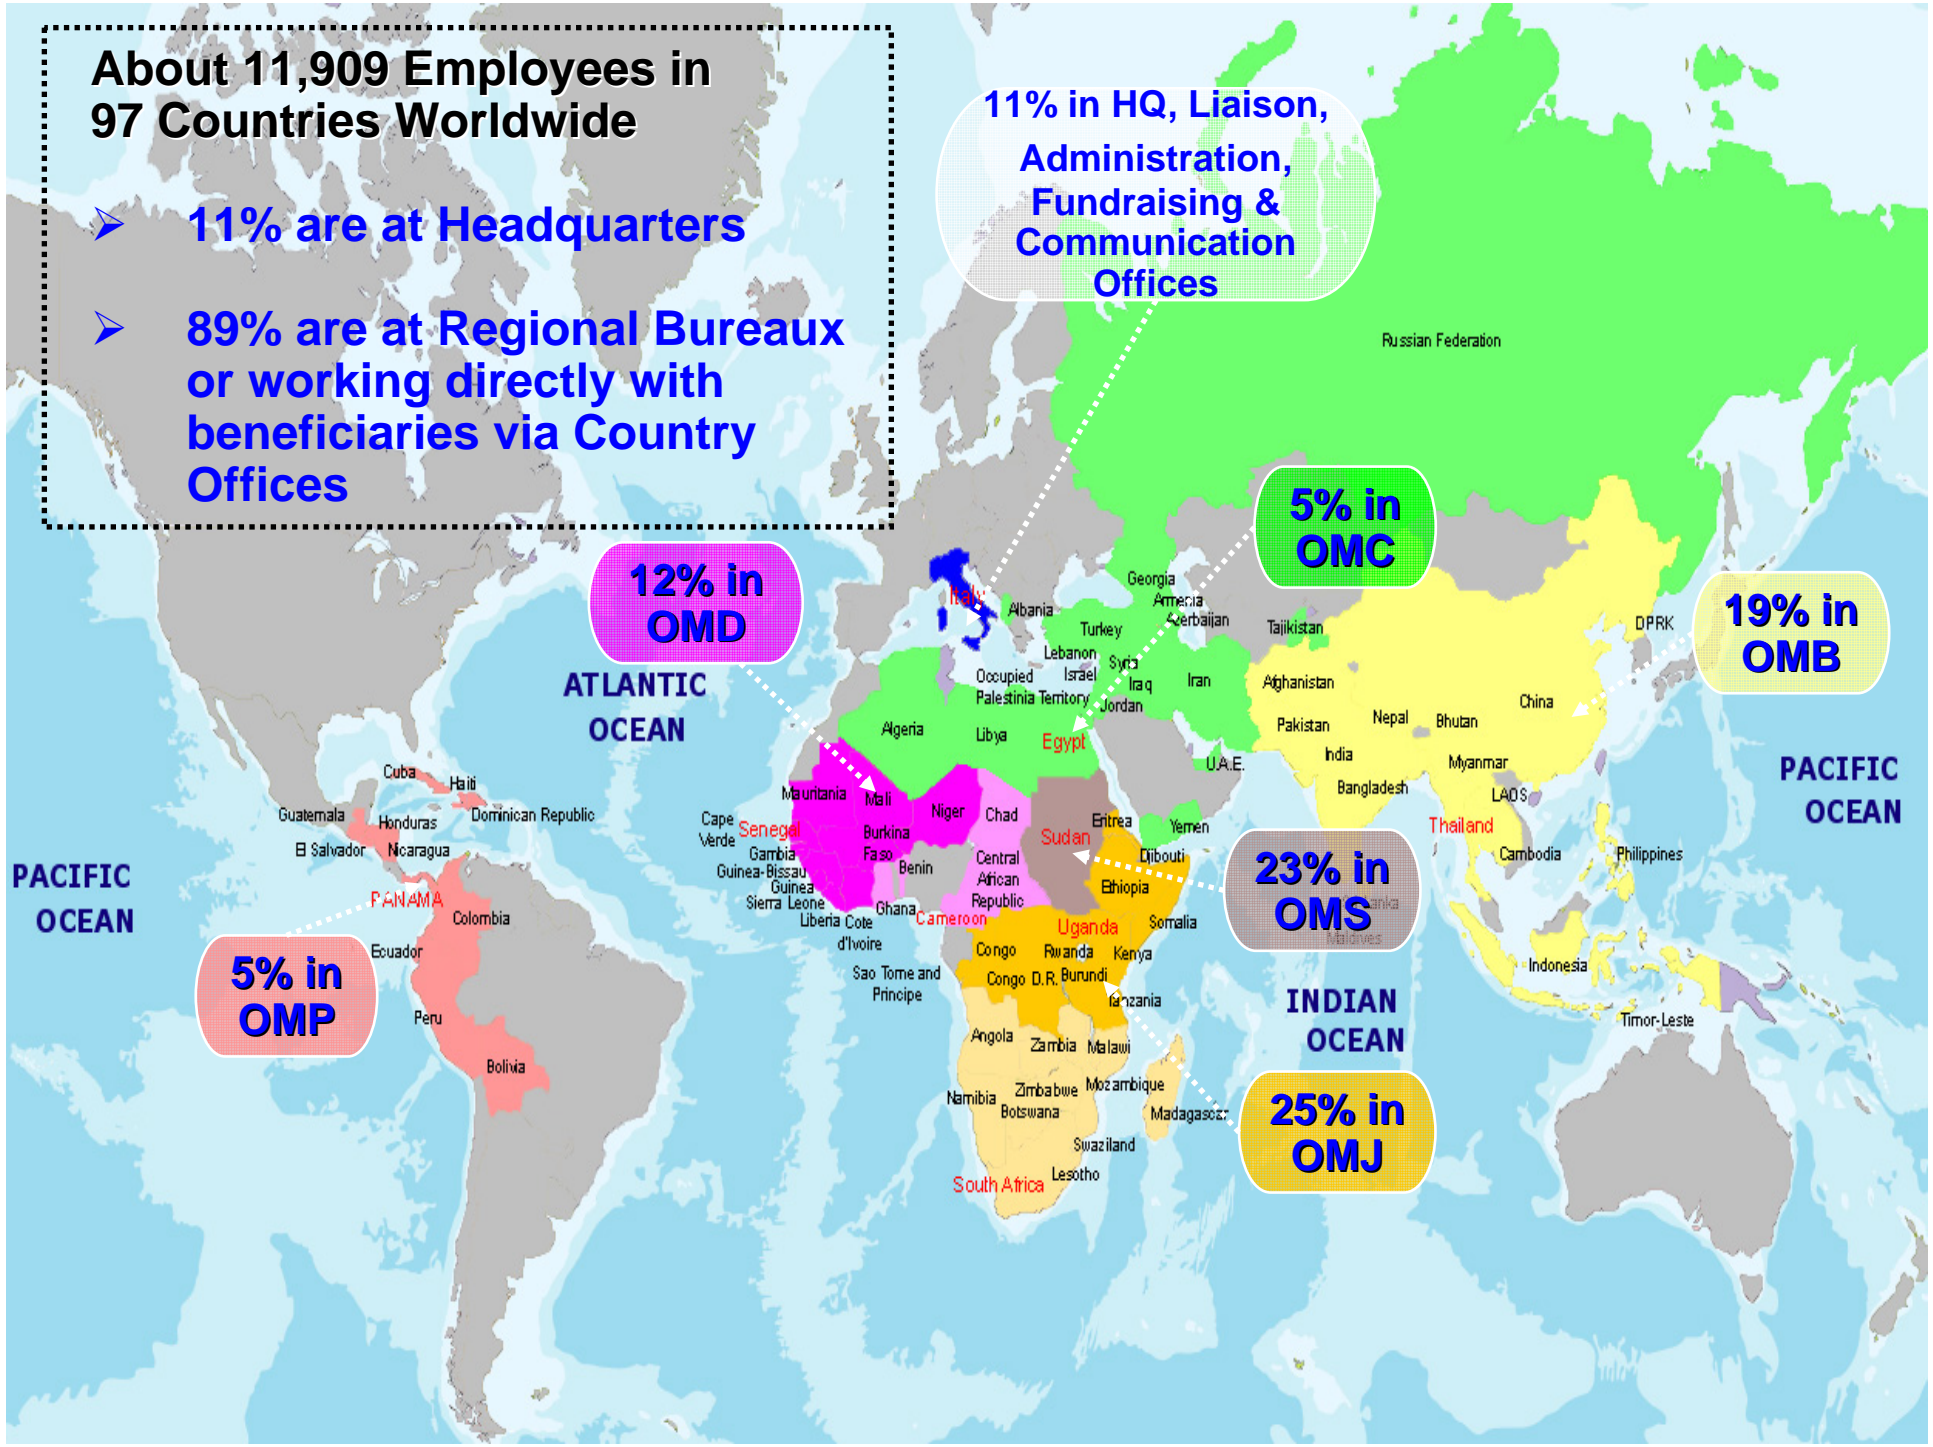 About 11,909 Employees in
97 Countries Worldwide
11% are at Headquarters
89% are at Regional Bureaux
or working directly with
beneficiaries via Country
Offices
11% in HQ, Liaison,
Administration,
Fundraising &
Communication
Offices
Russian Federation
5% in
OMC
12% in
OMD
19% in
OMB
Italy
Albania
Georgia
Armenia
Azerbaijan
Turkey
Tajikistan
DPRK
Lebanon
Syria
Israel
Occupied
Palestinia Territory
Iraq
Iran
Jordan
Afghanistan
China
ATLANTIC
OCEAN
Algeria
Libya
Egypt
Pakistan
Nepal
Bhutan
India
Myanmar
U.A.E.
Bangladesh
LAOS
PACIFIC
OCEAN
Cuba
Haiti
Guatemala
Honduras
Dominican Republic
El Salvador
Nicaragua
Mauritania
Mali
Niger
Chad
Cape
Verde
Senegal
Burkina
Faso
Gambia
Guinea-Bissau
Guinea
Sierra Leone
Liberia
Cote
d'Ivoire
Benin
Ghana
Cameroon
Central
African
Republic
Sudan
Eritrea
Yemen
Djibouti
Ethiopia
Somalia
Thailand
Cambodia
Philippines
23% in
OMS
anka
Maldives
PACIFIC
OCEAN
PANAMA
Colombia
Ecuador
5% in
OMP
Peru
Bolivia
Sao Tome and
Principe
Congo
Uganda
Rwanda
Kenya
Congo D.R.
Burundi
Tanzania
Indonesia
Timor-Leste
INDIAN
OCEAN
Angola
Zambia
Malawi
Namibia
Zimbabwe
Mozambique
Botswana
Madagascar
Swaziland
South Africa
Lesotho
25% in
OMJ